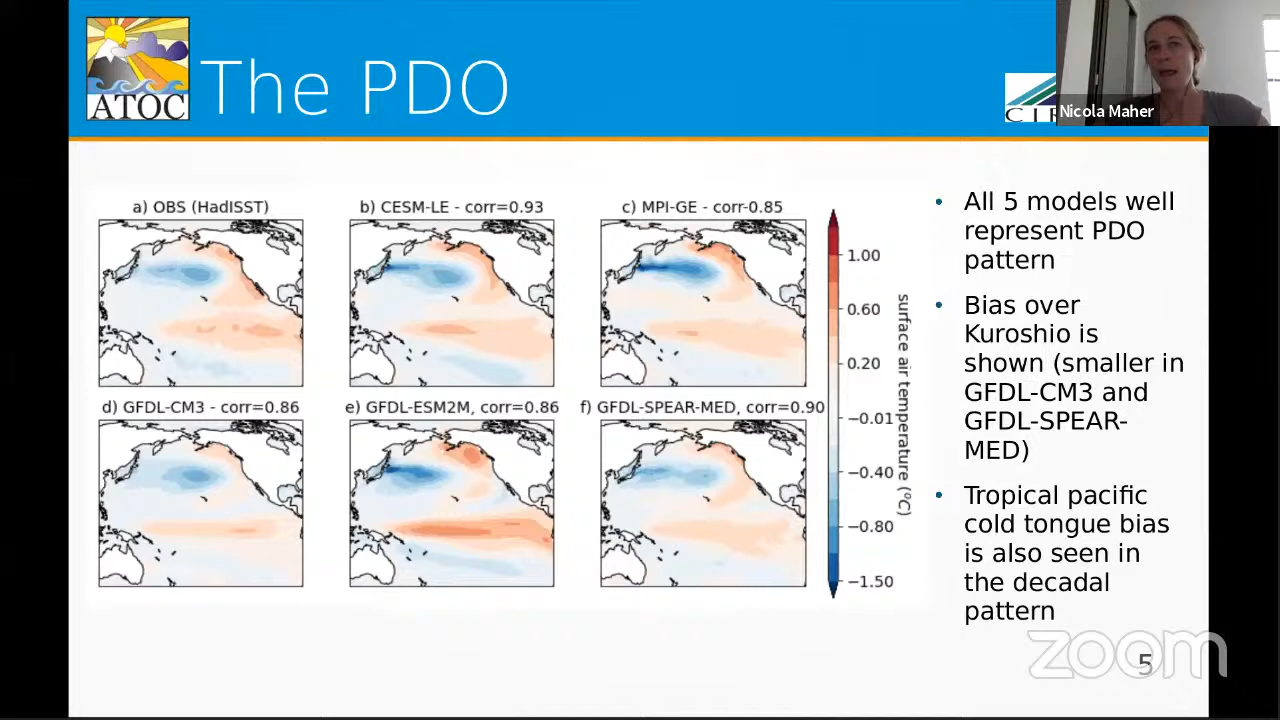 ATOC
The PDO
Nicola Maher
a) OBS (HadISST)
b) CESM-LE - corr=0.93
c) MPI-GE - corr-0.85
d) GFDL-CM3 - corr=0.86
e) GFDL-ESM2M, corr=0.86
f) GFDL-SPEAR-MED, corr=0.90
1.00
0.60
0.20
−0.01
−0.40
−0.80
−1.50
surface air temperature (°C)
• All 5 models well
represent PDO
pattern
• Bias over
Kuroshio is
shown (smaller in
GFDL-CM3 and
GFDL-SPEAR-
MED)
• Tropical pacific
cold tongue bias
is also seen in
the decadal
pattern
zoom
5